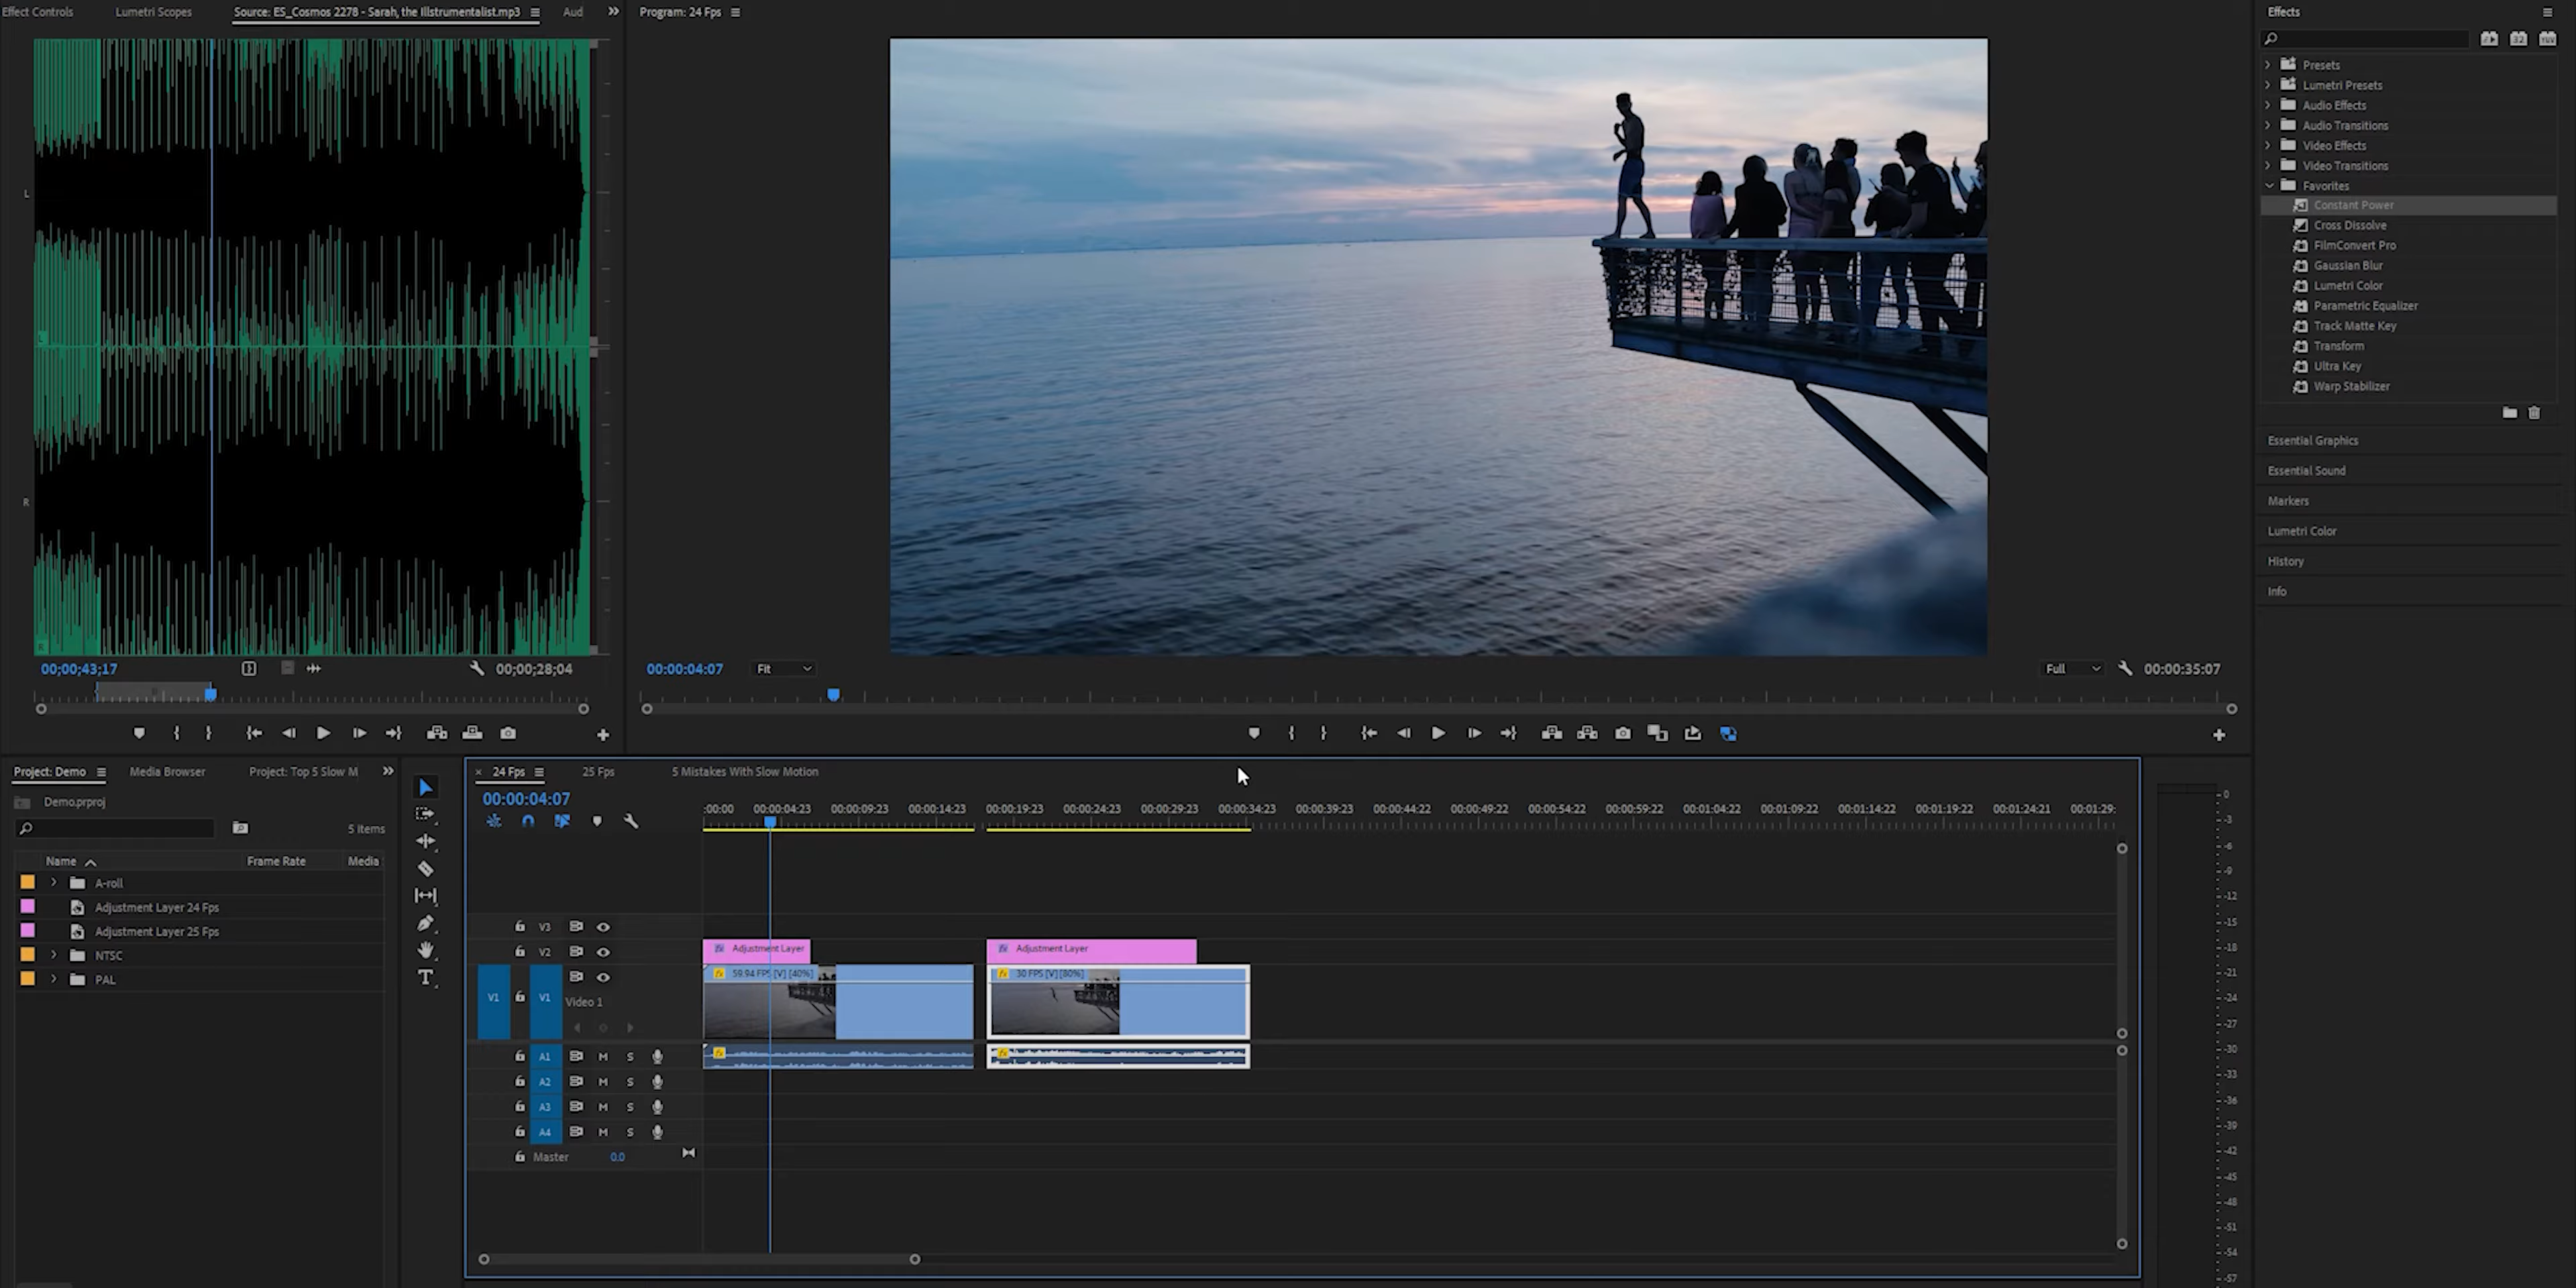 Effect Controls
Lumetri Scopes
Source: ES_Cosmos 2278 - Sarah, the Illstrumentalist.mp3
Aud
L
R
L
R
00;00;43;17
00;00;28;04
Program: 24 Fps
00:00:04:07
Fit
Full
00:00:35:07
Effects
32
YUV
Presets
Lumetri Presets
Audio Effects
Audio Transitions
Video Effects
Video Transitions
Favorites
Constant Power
Cross Dissolve
FilmConvert Pro
Gaussian Blur
Lumetri Color
Parametric Equalizer
Track Matte Key
Transform
Ultra Key
Warp Stabilizer
Essential Graphics
Essential Sound
Markers
Lumetri Color
History
Info
Project: Demo
Media Browser
Project: Top 5 Slow M
Demo.prproj
5 Items
Name
Frame Rate
Media
A-roll
Adjustment Layer 24 Fps
Adjustment Layer 25 Fps
NTSC
PAL
T
× 24 Fps
25 Fps
5 Mistakes With Slow Motion
00:00:04:07
:00:00 00:00:04:23 00:00:09:23 00:00:14:23 00:00:19:23 00:00:24:23 00:00:29:23 00:00:34:23 00:00:39:23 00:00:44:22 00:00:49:22 00:00:54:22 00:00:59:22 00:01:04:22 00:01:09:22 00:01:14:22 00:01:19:22 00:01:24:21 00:01:29:
V3
V2
fx Adjustment Layer
fx Adjustment Layer
V1
V1
Video 1
fx 59.94 FPS [V] [40%]
fx 30 FPS [V] [80%]
A1 M S
fx
fx
A2 M S
A3 M S
A4 M S
Master 0.0
0
-3
-6
-9
-12
-15
-18
-21
-24
-27
-30
-33
-36
-39
-42
-45
-48
-51
-54
-57